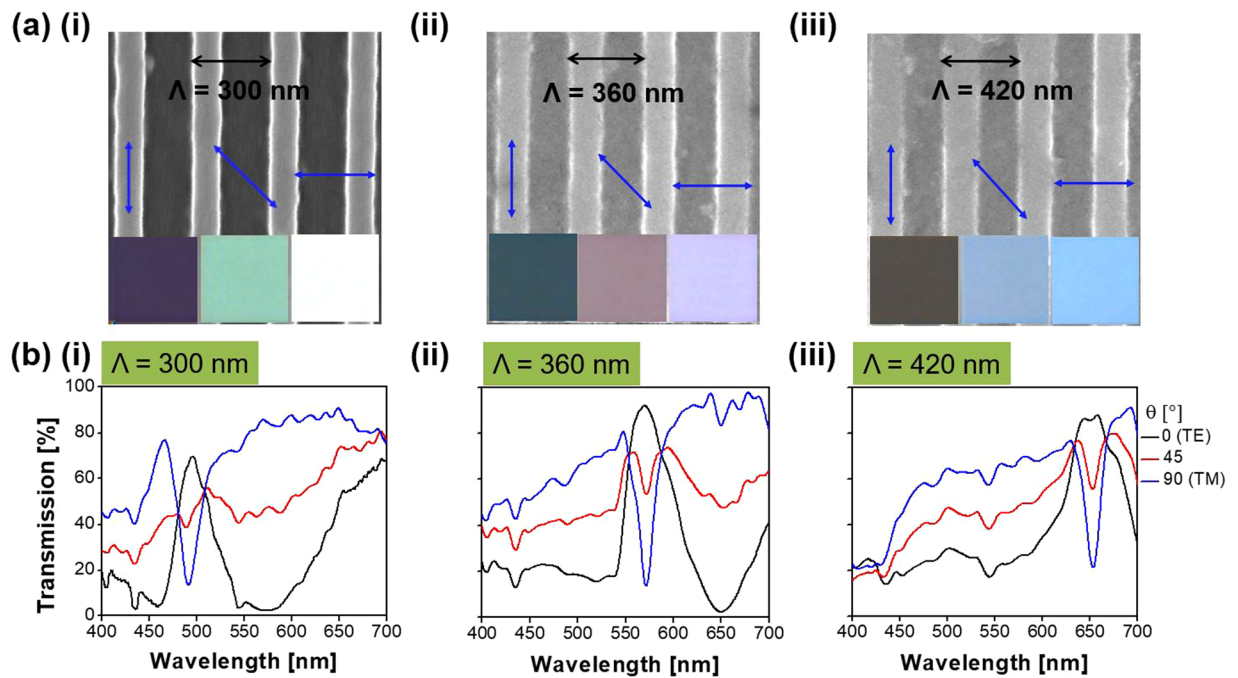 (a) (i) (ii) (iii)
Λ = 300 nm Λ = 360 nm Λ = 420 nm
(b) (i) Λ = 300 nm (ii) Λ = 360 nm (iii) Λ = 420 nm
Transmission [%]
100
80
60
40
20
0
θ [°]
0 (TE)
45
90 (TM)
400 450 500 550 600 650 700 400 450 500 550 600 650 700 400 450 500 550 600 650 700
Wavelength [nm] Wavelength [nm] Wavelength [nm]